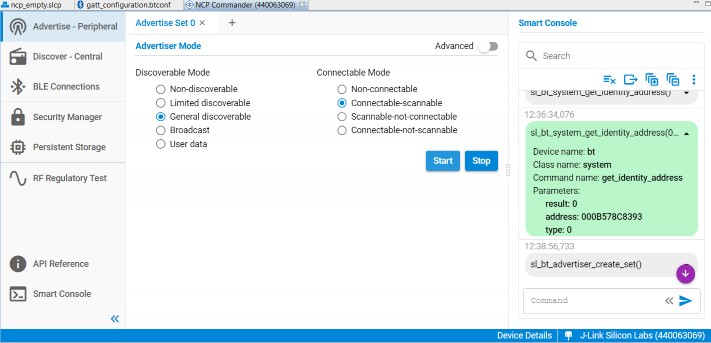 ncp_empty.slcp
gatt_configuration.btconf
NCP Commander (440063069)
Advertise - Peripheral
Discover - Central
BLE Connections
Security Manager
Persistent Storage
RF Regulatory Test
API Reference
Smart Console
Advertise Set 0
Advertiser Mode
Advanced
Discoverable Mode
Non-discoverable
Limited discoverable
General discoverable
Broadcast
User data
Connectable Mode
Non-connectable
Connectable-scannable
Scannable-not-connectable
Connectable-not-scannable
Start
Stop
Smart Console
Search
sl_bt_system_get_identity_address()
12:36:34,076
sl_bt_system_get_identity_address(0...
Device name: bt
Class name: system
Command name: get_identity_address
Parameters:
result: 0
address: 000B578C8393
type: 0
12:38:56,733
sl_bt_advertiser_create_set()
Command
Device Details
J-Link Silicon Labs (440063069)